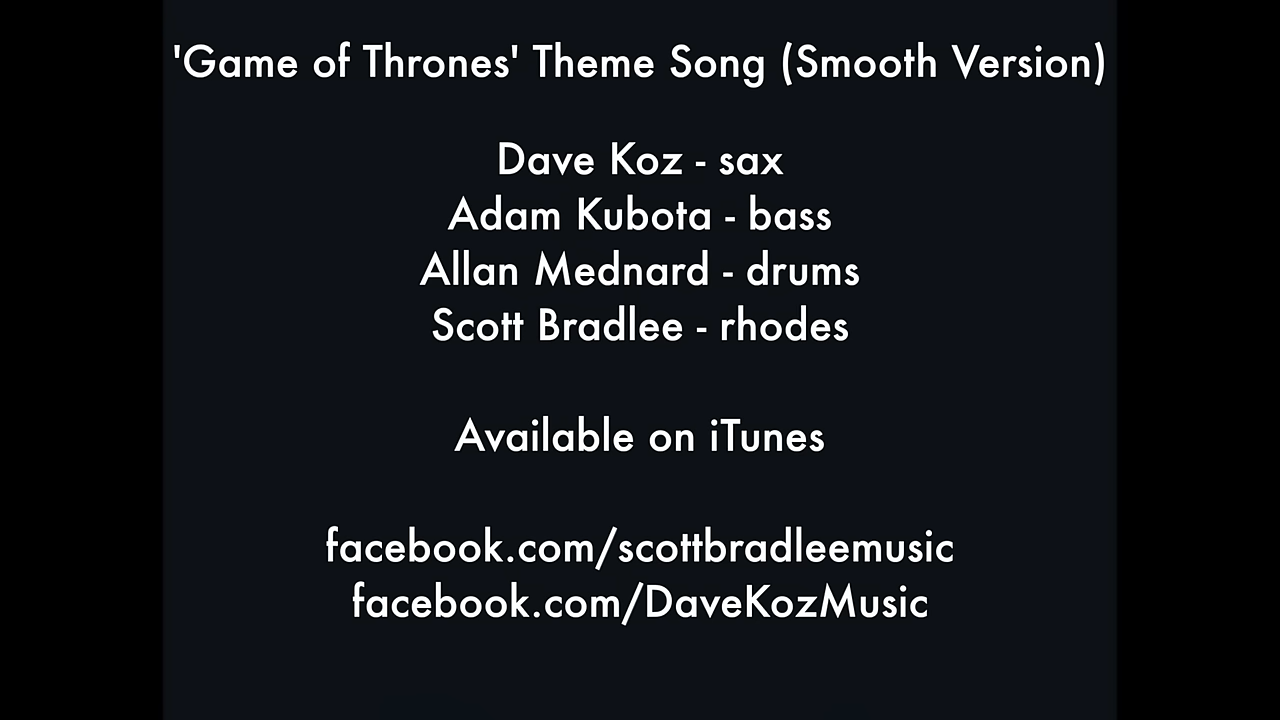 'Game of Thrones' Theme Song (Smooth Version)
Dave Koz - sax
Adam Kubota - bass
Allan Mednard - drums
Scott Bradlee - rhodes
Available on iTunes
facebook.com/scottbradleemusic
facebook.com/DaveKozMusic